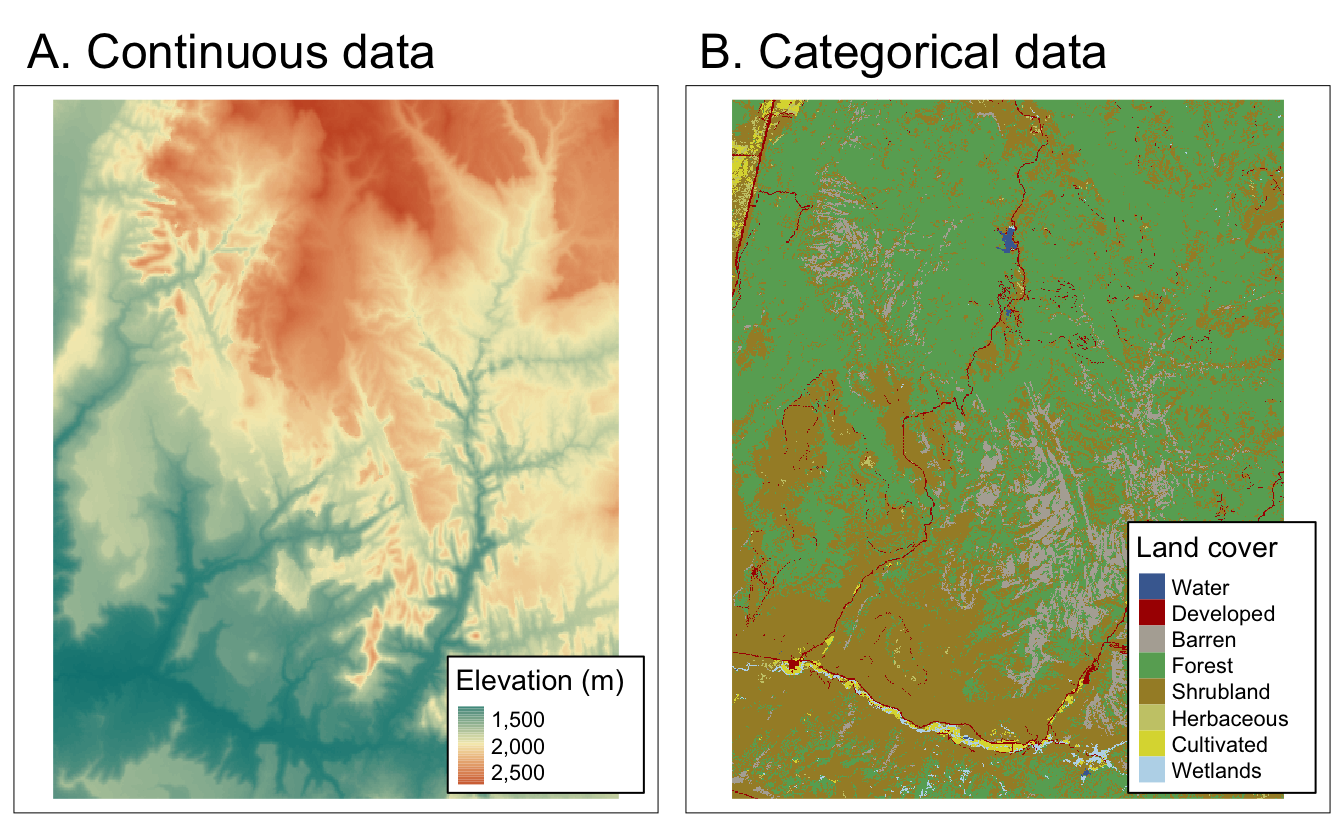 A. Continuous data
B. Categorical data
Elevation (m)
1,500
2,000
2,500
Land cover
Water
Developed
Barren
Forest
Shrubland
Herbaceous
Cultivated
Wetlands